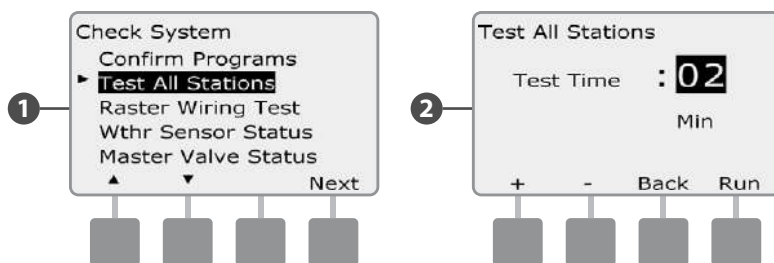 1
Check System
Confirm Programs
Test All Stations
Raster Wiring Test
Wthr Sensor Status
Master Valve Status
Next
2
Test All Stations
Test Time :02
Min
+ - Back Run